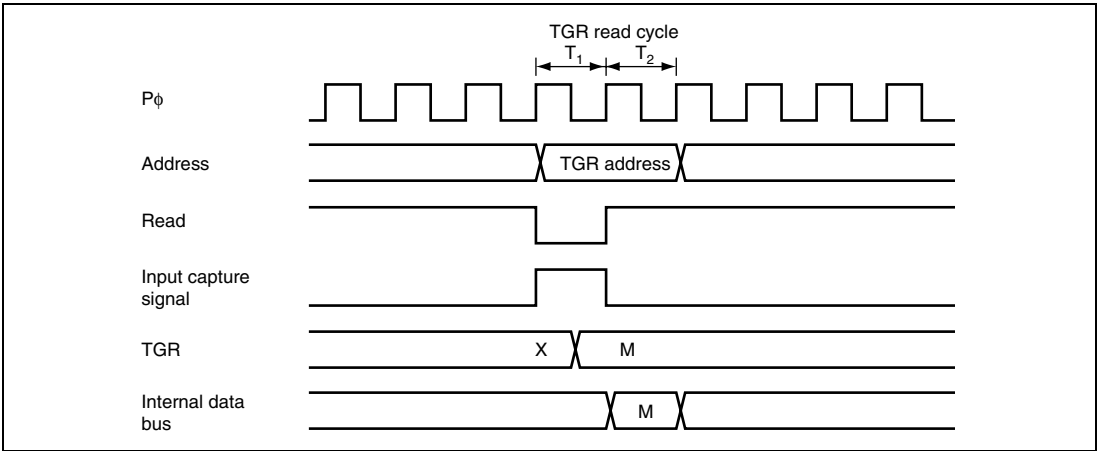 TGR read cycle
T1 T2
Pϕ
Address
TGR address
Read
Input capture
signal
TGR
X M
Internal data
bus
M